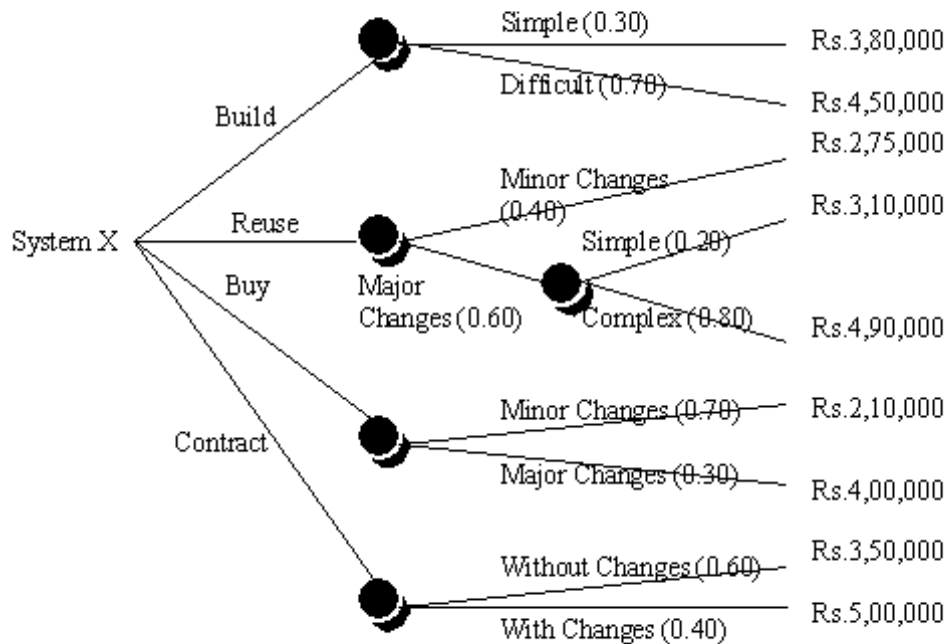 Simple (0.30)
Rs.3,80,000
Difficult (0.70)
Rs.4,50,000
Build
Rs.2,75,000
Minor Changes
(0.40)
Rs.3,10,000
Reuse
Simple (0.20)
System X
Buy
Major
Changes (0.60)
Complex (0.80)
Rs.4,90,000
Minor Changes (0.70)
Rs.2,10,000
Contract
Major Changes (0.30)
Rs.4,00,000
Without Changes (0.60)
Rs.3,50,000
With Changes (0.40)
Rs.5,00,000